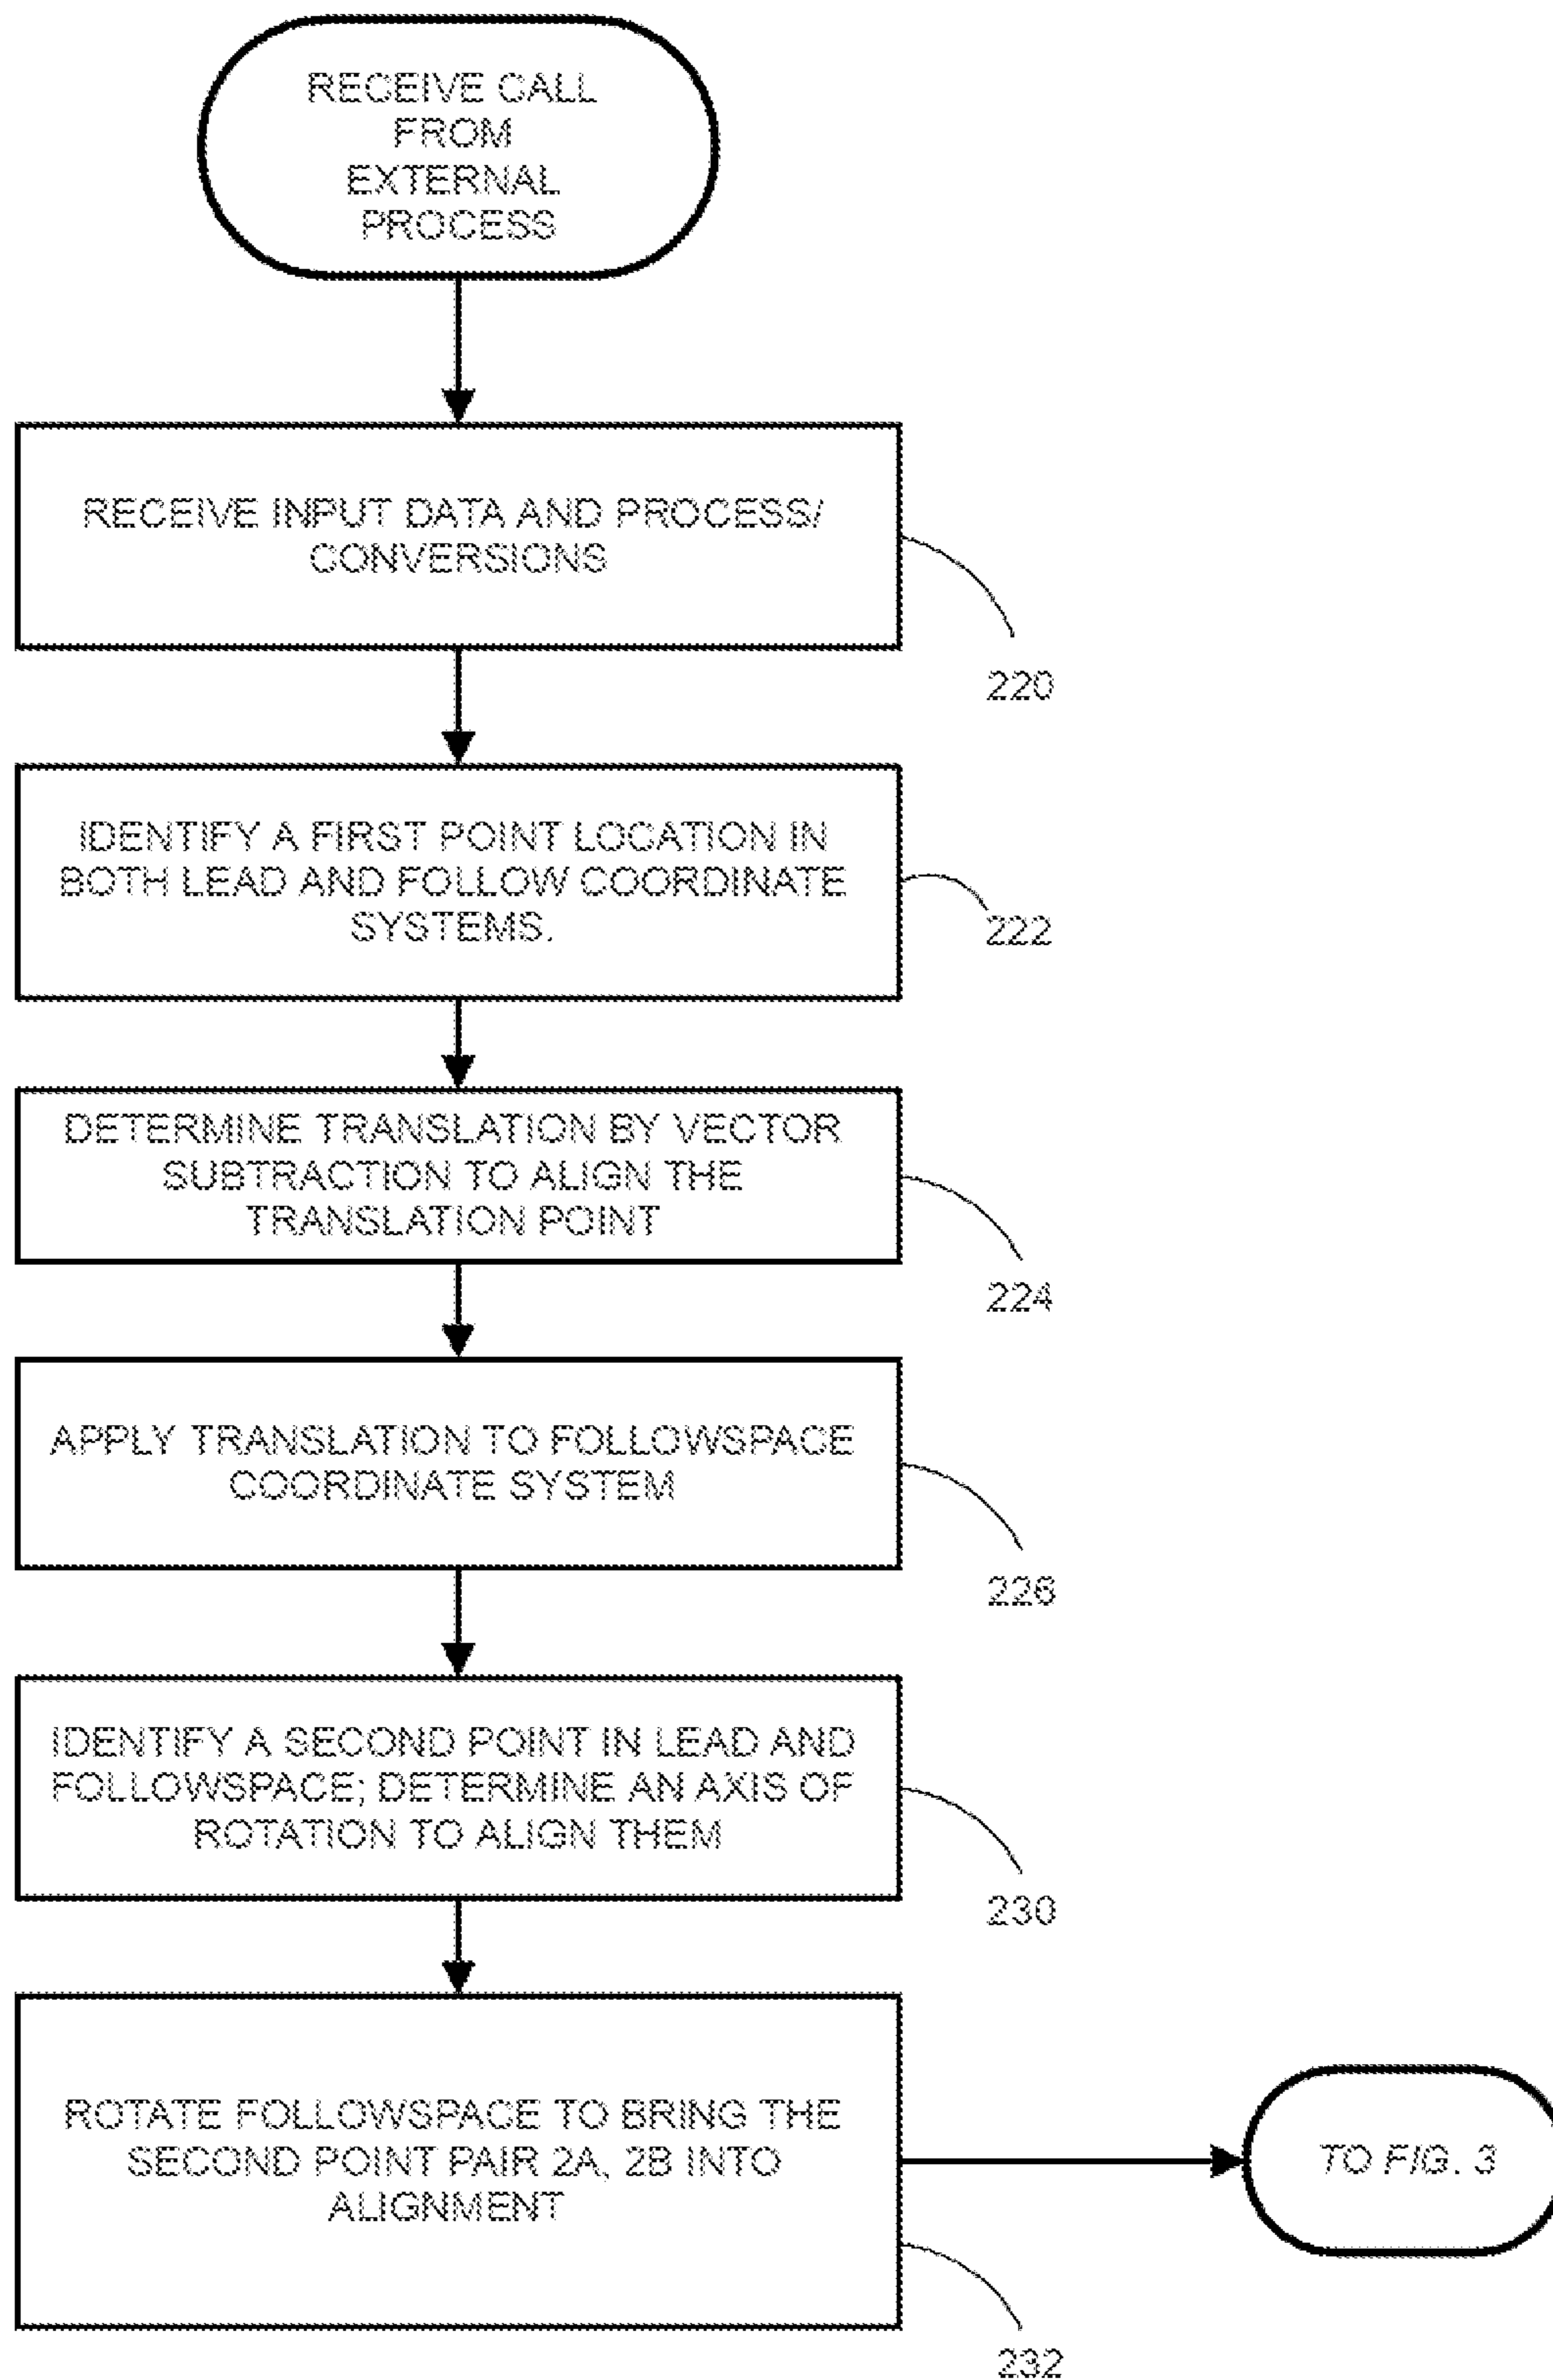 RECEIVE CALL
FROM
EXTERNAL
PROCESS
RECEIVE INPUT DATA AND PROCESS/
CONVERSIONS
220
IDENTIFY A FIRST POINT LOCATION IN
BOTH LEAD AND FOLLOW COORDINATE
SYSTEMS.
222
DETERMINE TRANSLATION BY VECTOR
SUBTRACTION TO ALIGN THE
TRANSLATION POINT
224
APPLY TRANSLATION TO FOLLOWSPACE
COORDINATE SYSTEM
226
IDENTIFY A SECOND POINT IN LEAD AND
FOLLOWSPACE; DETERMINE AN AXIS OF
ROTATION TO ALIGN THEM
230
ROTATE FOLLOWSPACE TO BRING THE
SECOND POINT PAIR 2A, 2B INTO
ALIGNMENT
232
TO FIG. 3